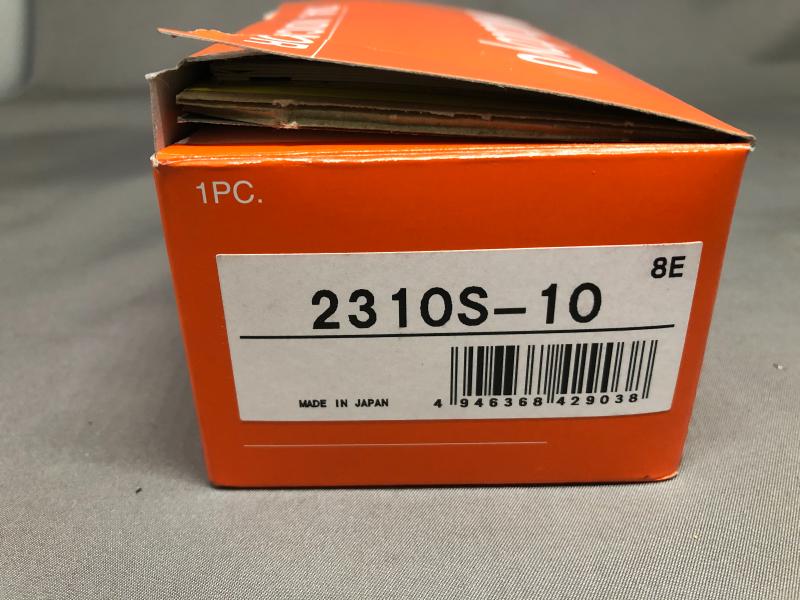 1PC.
8E
2310S-10
MADE IN JAPAN
4 946368 429038